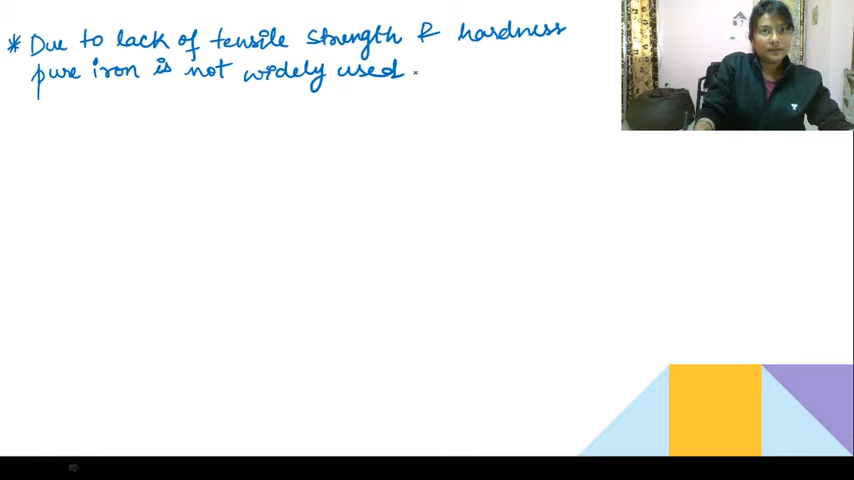 * Due to lack of tensile strength & hardness
pure iron is not widely used.